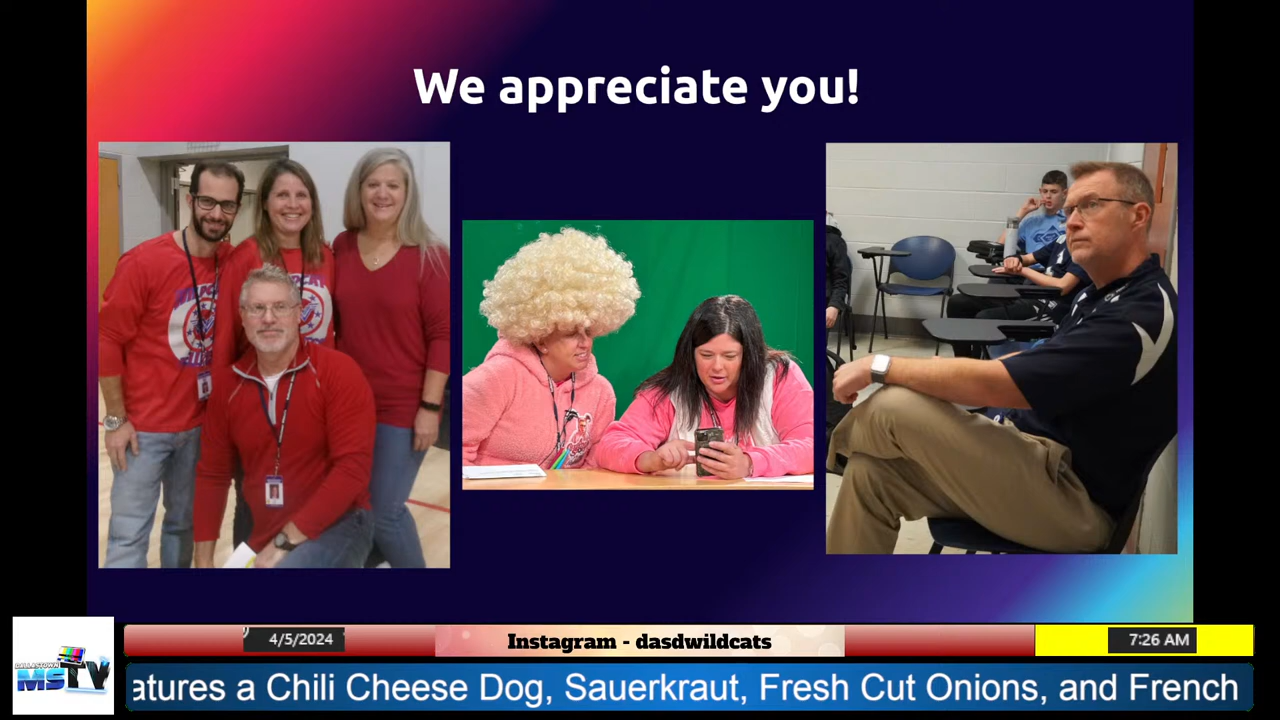 We appreciate you!
4/5/2024
Instagram - dasdwildcats
7:26 AM
DALLASTOWN
MSTV
atures a Chili Cheese Dog, Sauerkraut, Fresh Cut Onions, and French